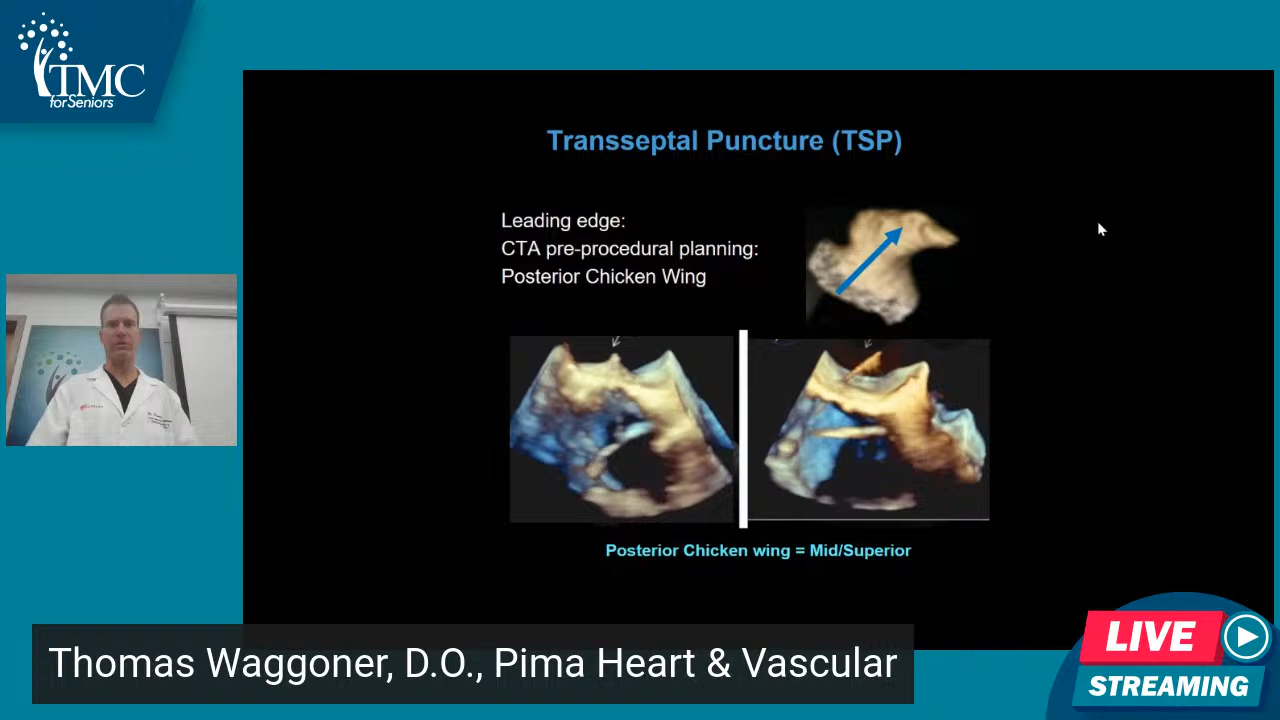 TMC
for Seniors
Transseptal Puncture (TSP)
Leading edge:
CTA pre-procedural planning:
Posterior Chicken Wing
Posterior Chicken wing = Mid/Superior
Thomas Waggoner, D.O., Pima Heart & Vascular
LIVE
STREAMING